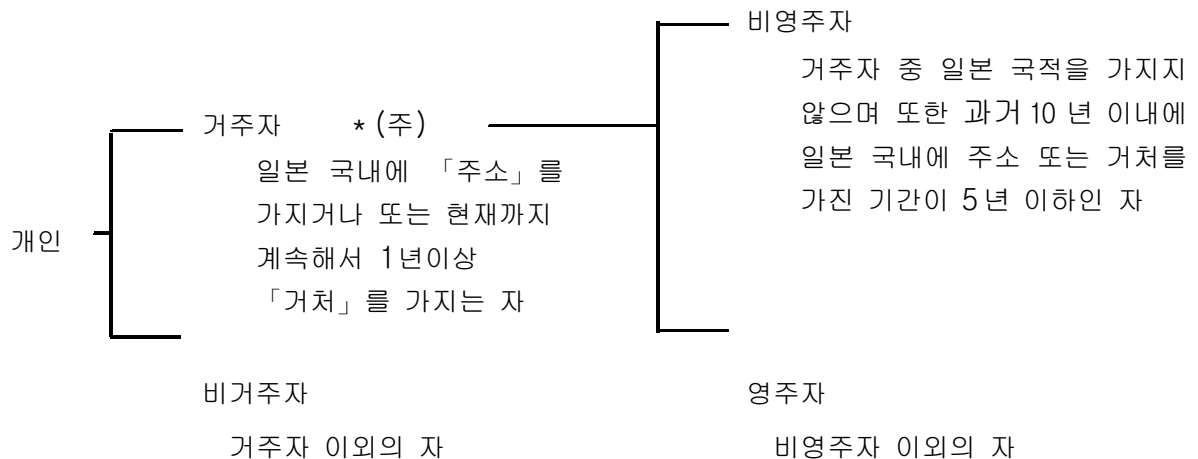 개인
거주자 *(주)
일본 국내에 「주소」를
가지거나 또는 현재까지
계속해서 1년이상
「거처」를 가지는 자
비거주자
거주자 이외의 자
비영주자
거주자 중 일본 국적을 가지지
않으며 또한 과거 10 년 이내에
일본 국내에 주소 또는 거처를
가진 기간이 5년 이하인 자
영주자
비영주자 이외의 자